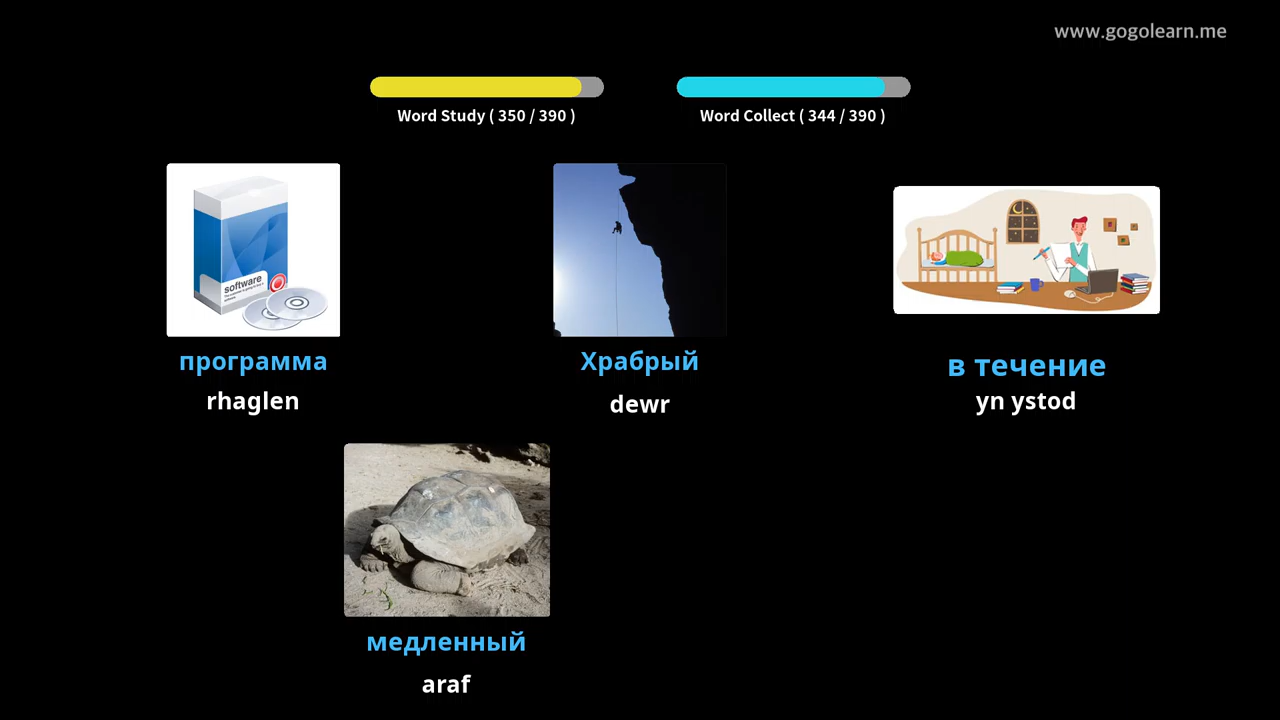 www.gogolearn.me
Word Study ( 350 / 390 )
Word Collect ( 344 / 390 )
software
программа
rhaglen
Храбрый
dewr
в течение
yn ystod
медленный
araf